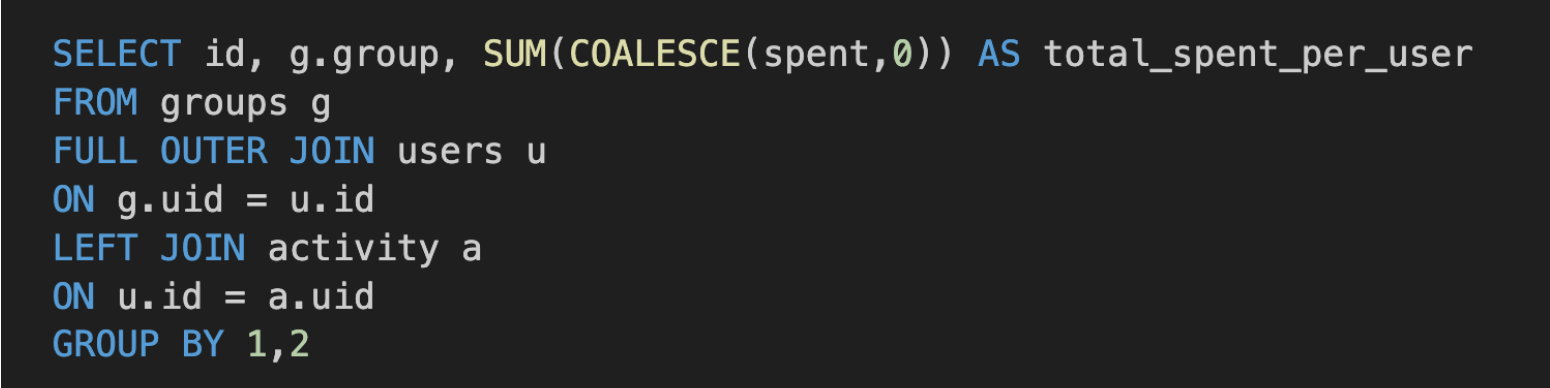 SELECT id, g.group, SUM(COALESCE(spent,0)) AS total_spent_per_user
FROM groups g
FULL OUTER JOIN users u
ON g.uid = u.id
LEFT JOIN activity a
ON u.id = a.uid
GROUP BY 1,2